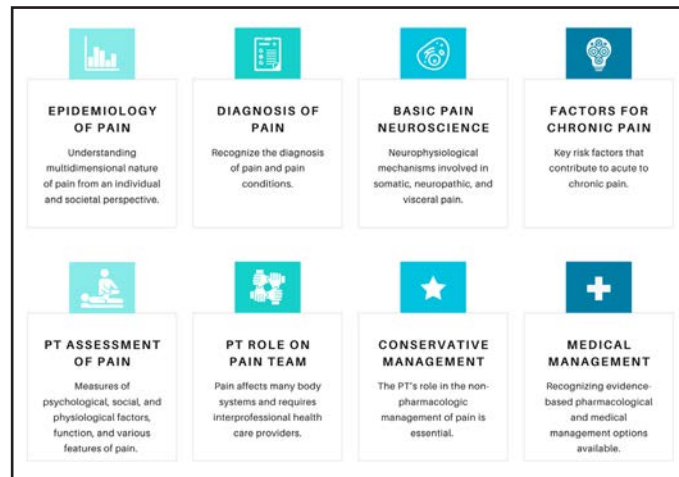 EPIDEMIOLOGY
OF PAIN
Understanding
multidimensional nature
of pain from an individual
and societal perspective.
DIAGNOSIS OF
PAIN
Recognize the diagnosis
of pain and pain
conditions.
BASIC PAIN
NEUROSCIENCE
Neurophysiological
mechanisms involved in
somatic, neuropathic, and
visceral pain.
FACTORS FOR
CHRONIC PAIN
Key risk factors that
contribute to acute to
chronic pain.
PT ASSESSMENT
OF PAIN
Measures of
psychological, social, and
physiological factors,
function, and various
features of pain.
PT ROLE ON
PAIN TEAM
Pain affects many body
systems and requires
interprofessional health
care providers.
CONSERVATIVE
MANAGEMENT
The PT's role in the non-
pharmacologic
management of pain is
essential.
MEDICAL
MANAGEMENT
Recognizing evidence-
based pharmacological
and medical
management options
available.